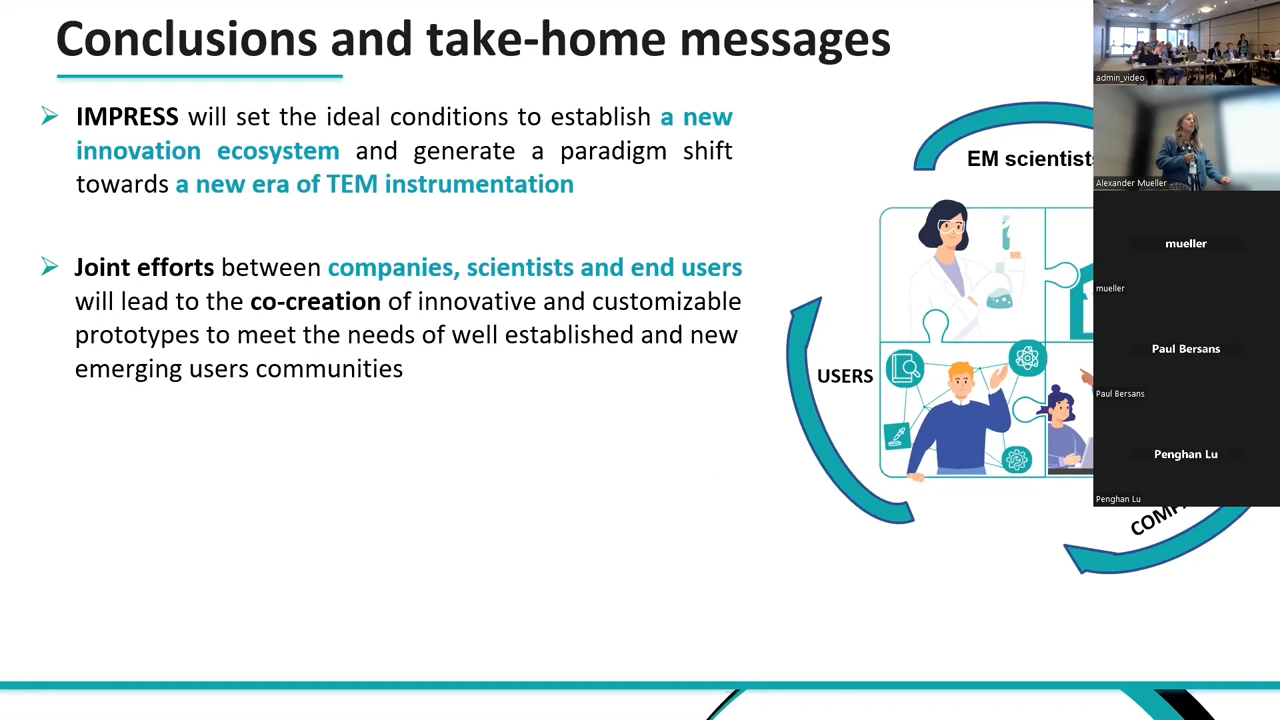 Conclusions and take-home messages
IMPRESS will set the ideal conditions to establish a new
innovation ecosystem and generate a paradigm shift
towards a new era of TEM instrumentation
Joint efforts between companies, scientists and end users
will lead to the co-creation of innovative and customizable
prototypes to meet the needs of well established and new
emerging users communities
EM scientists
USERS
admin_video
Alexander Mueller
mueller
mueller
Paul Bersans
Paul Bersans
Penghan Lu
Penghan Lu